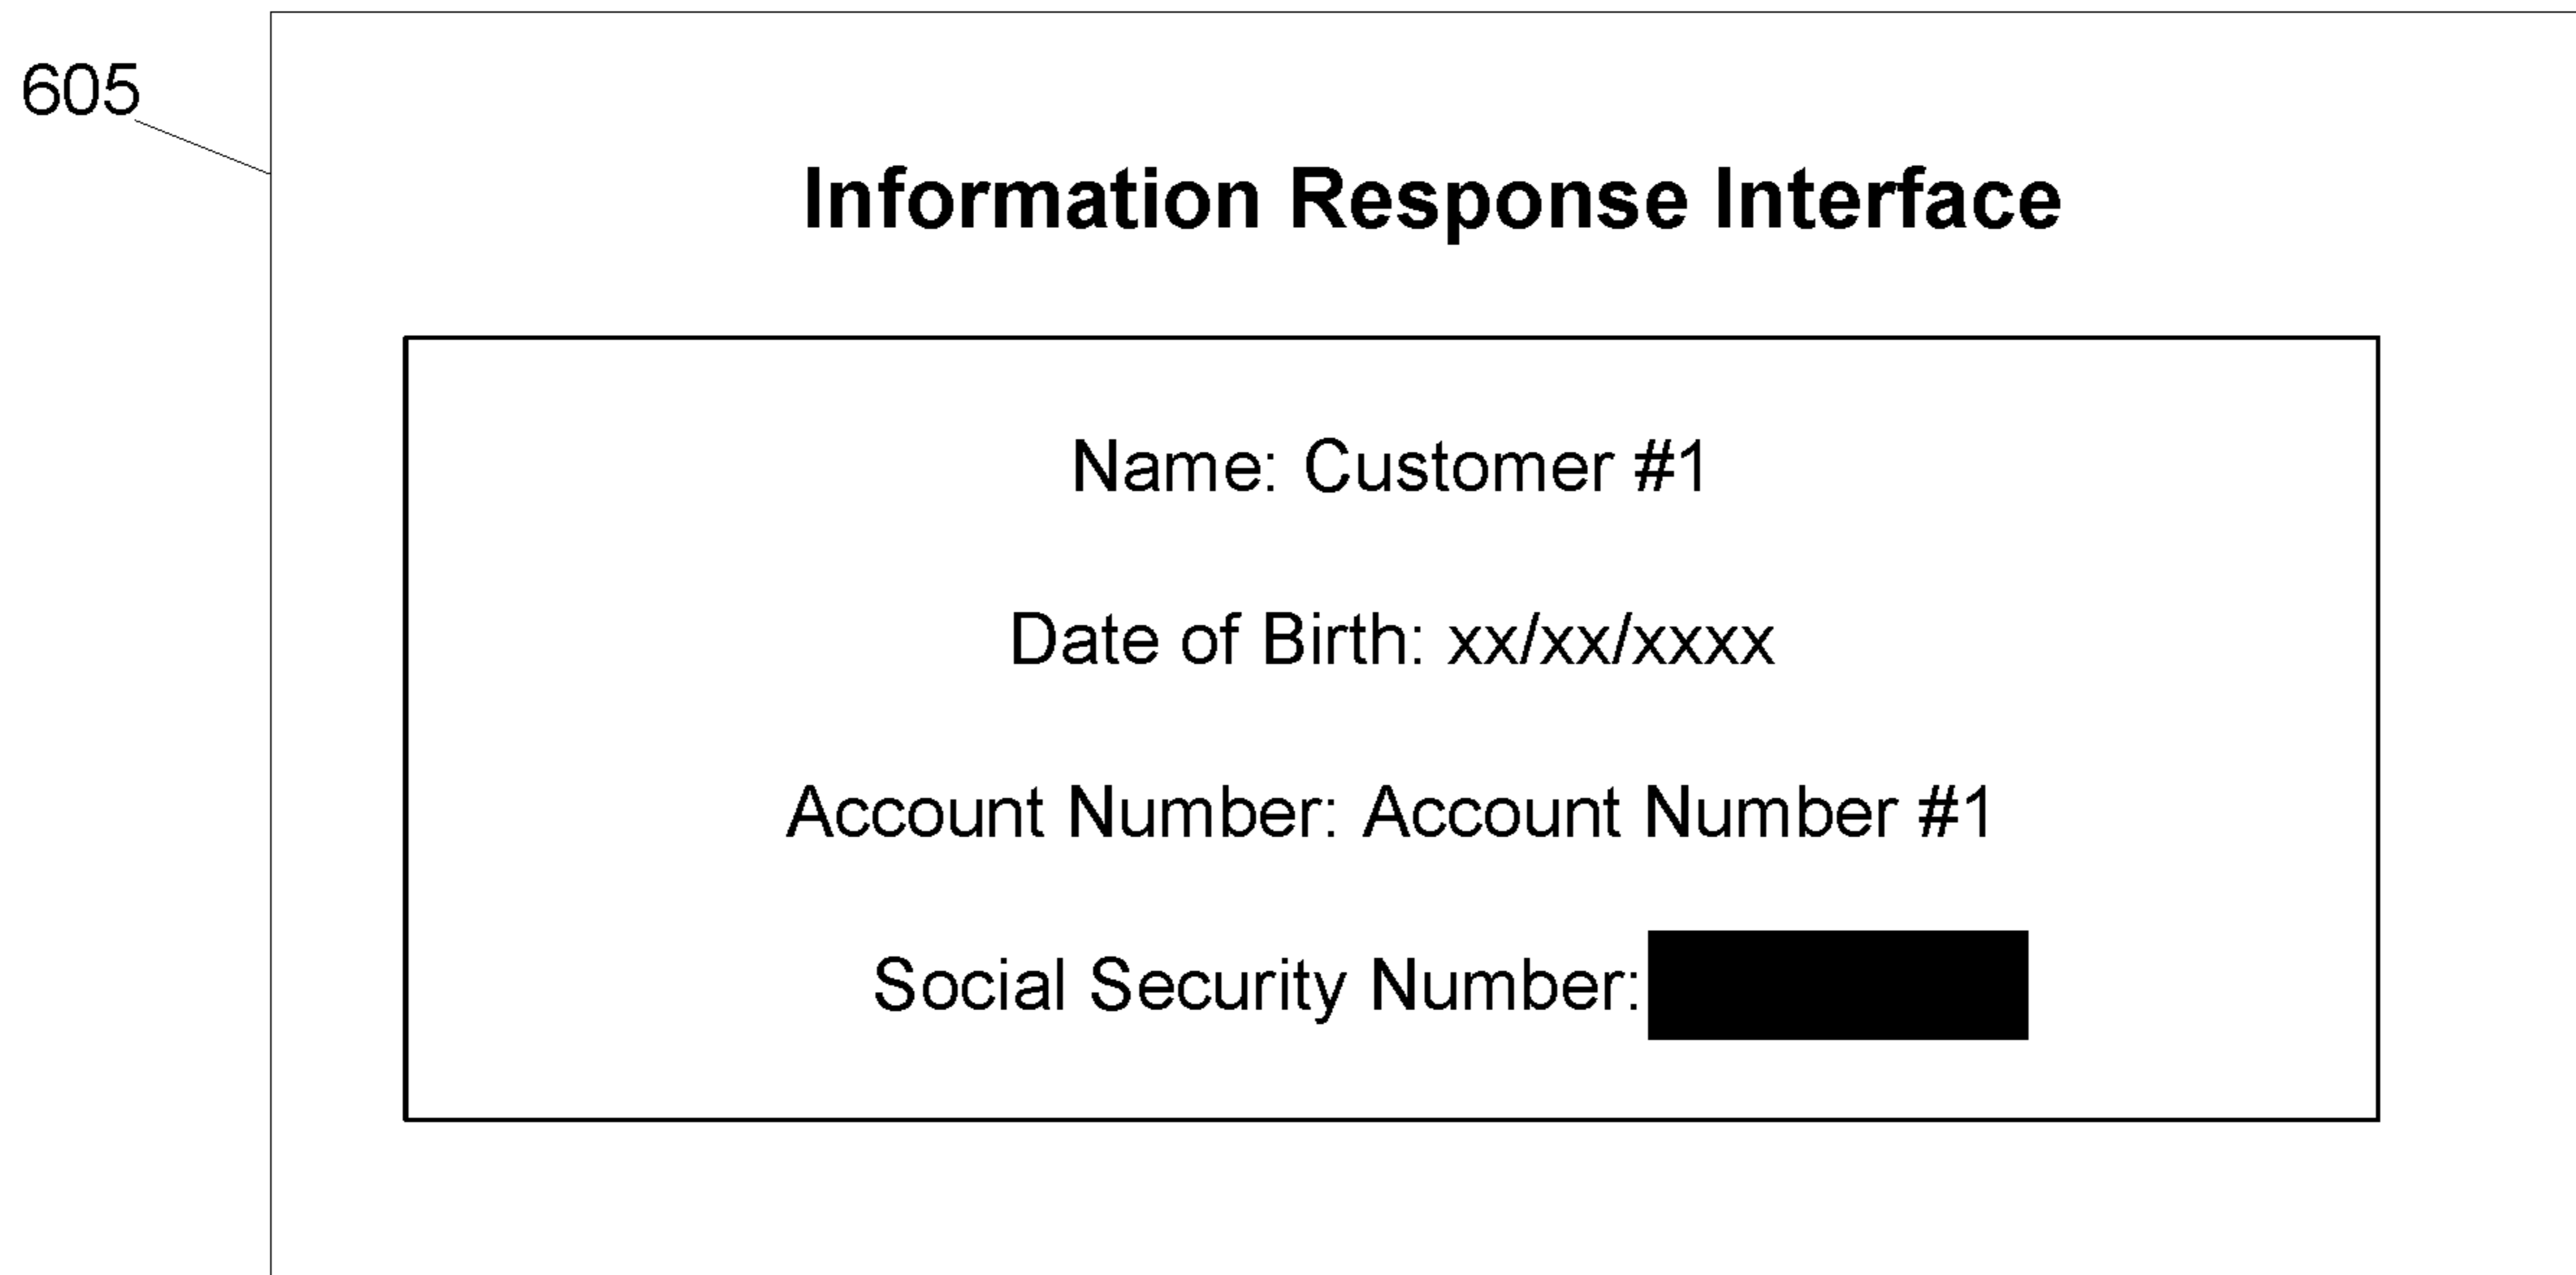 605
Information Response Interface
Name: Customer #1
Date of Birth: xx/xx/xxxx
Account Number: Account Number #1
Social Security Number: